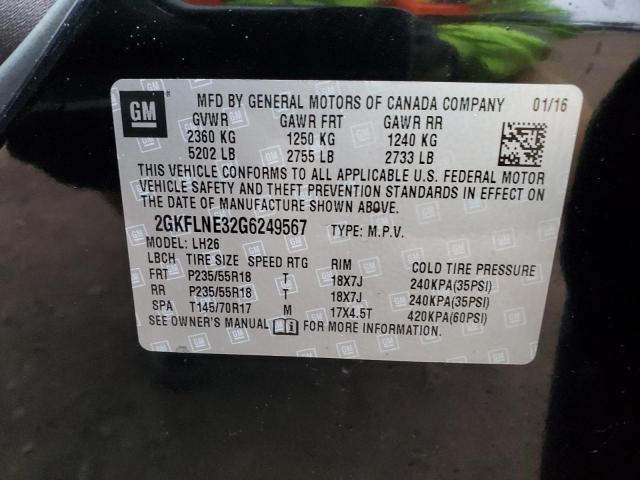 GM ® MFD BY GENERAL MOTORS OF CANADA COMPANY 01/16
GVWR GAWR FRT GAWR RR
2360 KG 1250 KG 1240 KG
5202 LB 2755 LB 2733 LB
THIS VEHICLE CONFORMS TO ALL APPLICABLE U.S. FEDERAL MOTOR
VEHICLE SAFETY AND THEFT PREVENTION STANDARDS IN EFFECT ON
THE DATE OF MANUFACTURE SHOWN ABOVE.
2GKFLNE32G6249567 TYPE: M.P.V.
MODEL: LH26
LBCH TIRE SIZE SPEED RTG RIM COLD TIRE PRESSURE
FRT P235/55R18 T 18X7J 240KPA(35PSI)
RR P235/55R18 T 18X7J 240KPA(35PSI)
SPA T145/70R17 M 17X4.5T 420KPA(60PSI)
SEE OWNER'S MANUAL FOR MORE INFORMATION.